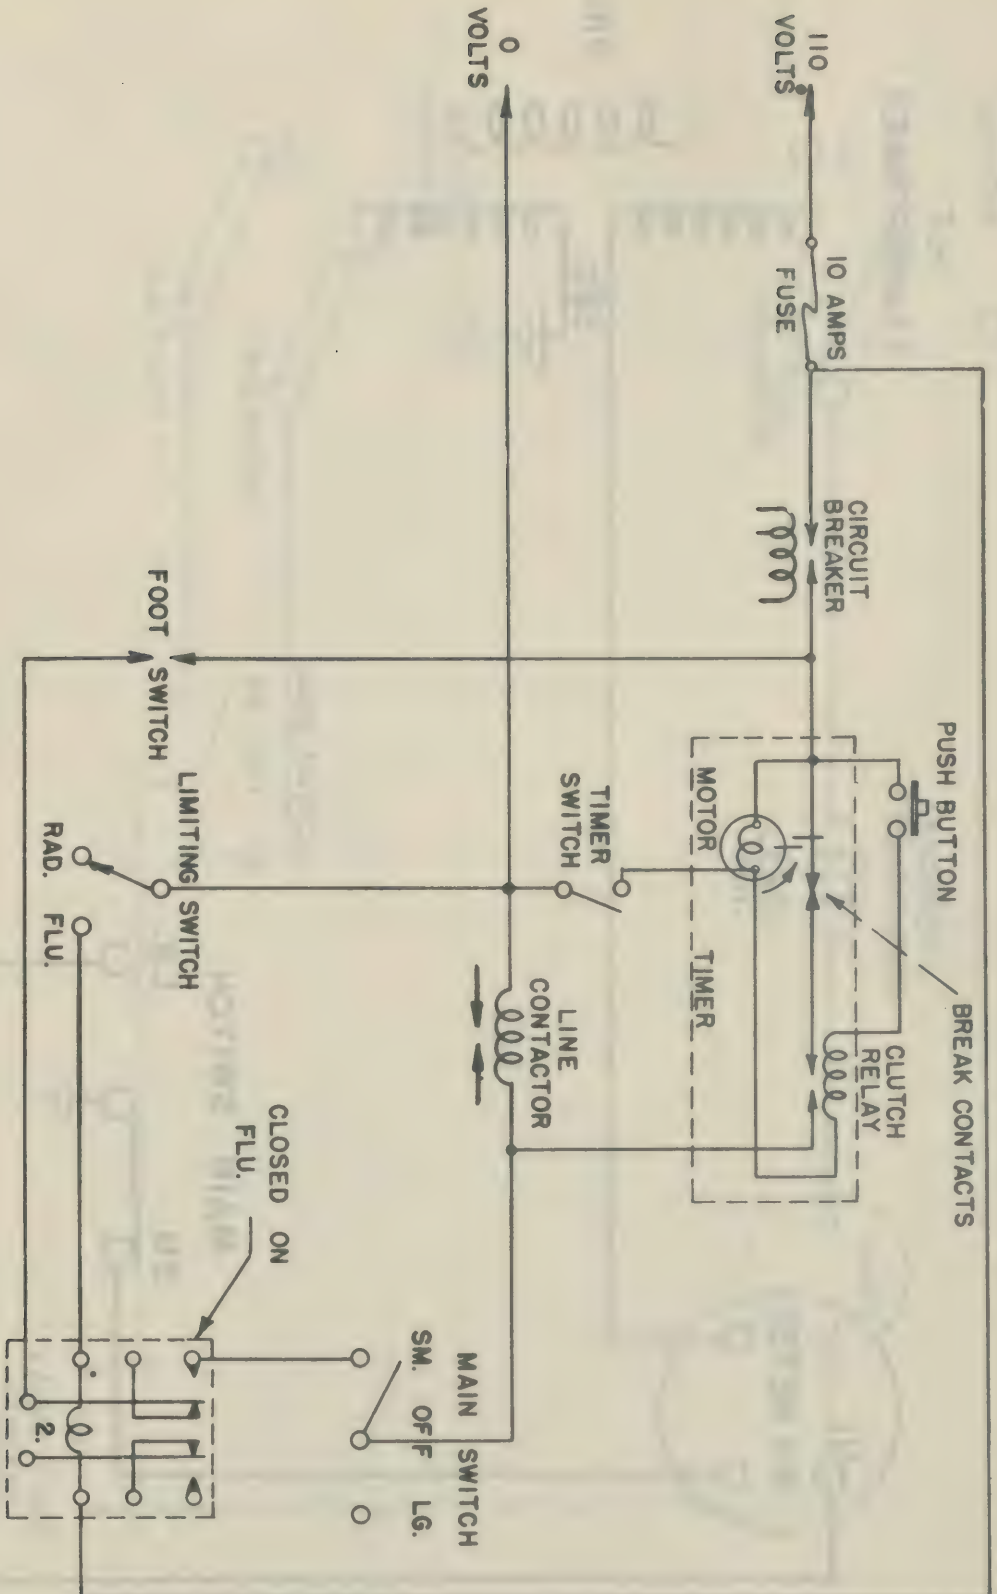 110
VOLTS
0
VOLTS
10 AMPS
FUSE
CIRCUIT
BREAKER
PUSH BUTTON
BREAK CONTACTS
CLUTCH
RELAY
MOTOR
TIMER
TIMER
SWITCH
LINE
CONTACTOR
FOOT SWITCH
LIMITING SWITCH
RAD. FLU.
CLOSED ON
FLU.
MAIN SWITCH
SM. OFF LG.
2.